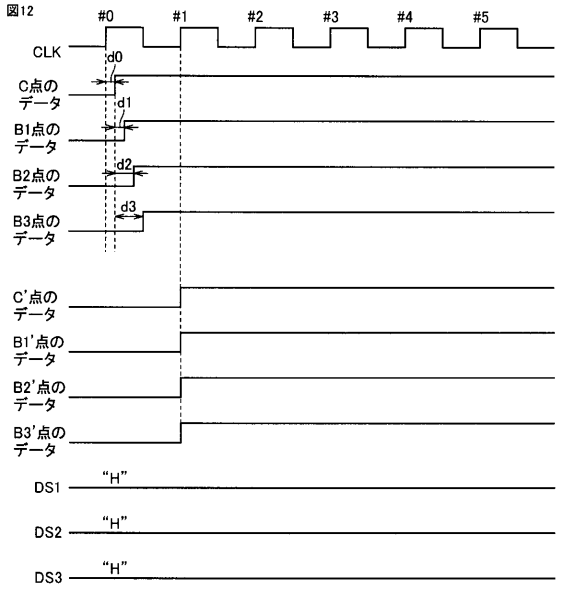 図12
#0 #1 #2 #3 #4 #5
CLK
d0
C点の
データ
d1
B1点の
データ
d2
B2点の
データ
d3
B3点の
データ
C'点の
データ
B1'点の
データ
B2'点の
データ
B3'点の
データ
“H”
DS1
“H”
DS2
“H”
DS3